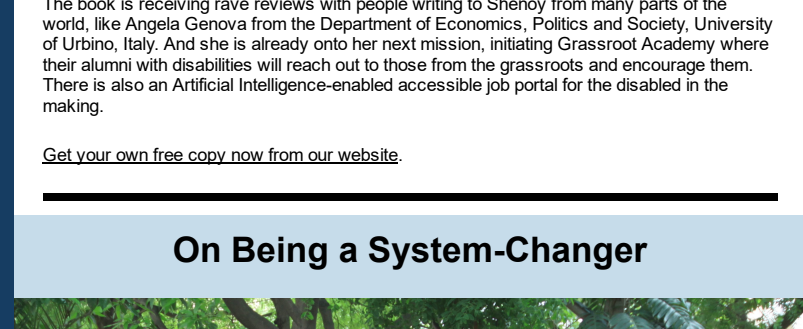 The book is receiving rave reviews with people writing to Shenoy from many parts of the
world, like Angela Genova from the Department of Economics, Politics and Society, University
of Urbino, Italy. And she is already onto her next mission, initiating Grassroot Academy where
their alumni with disabilities will reach out to those from the grassroots and encourage them.
There is also an Artificial Intelligence-enabled accessible job portal for the disabled in the
making.
Get your own free copy now from our website.
On Being a System-Changer